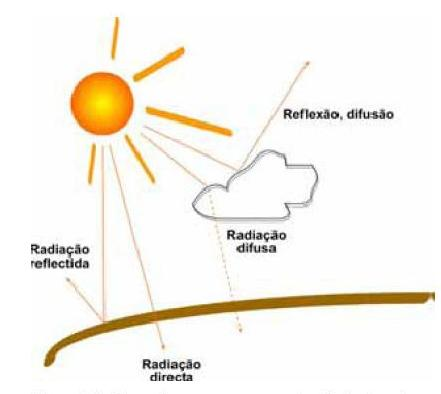 Reflexão, difusão
Radiação
difusa
Radiação
reflectida
Radiação
directa